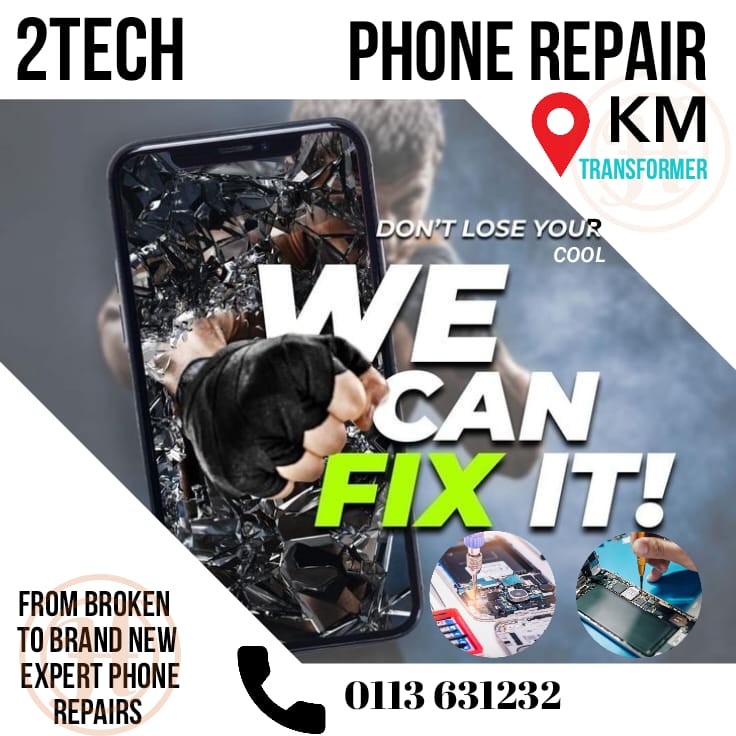 2TECH PHONE REPAIR
KM
TRANSFORMER
DON'T LOSE YOUR
COOL
WE
CAN
FIX IT!
FROM BROKEN
TO BRAND NEW
EXPERT PHONE
REPAIRS
0113 631232